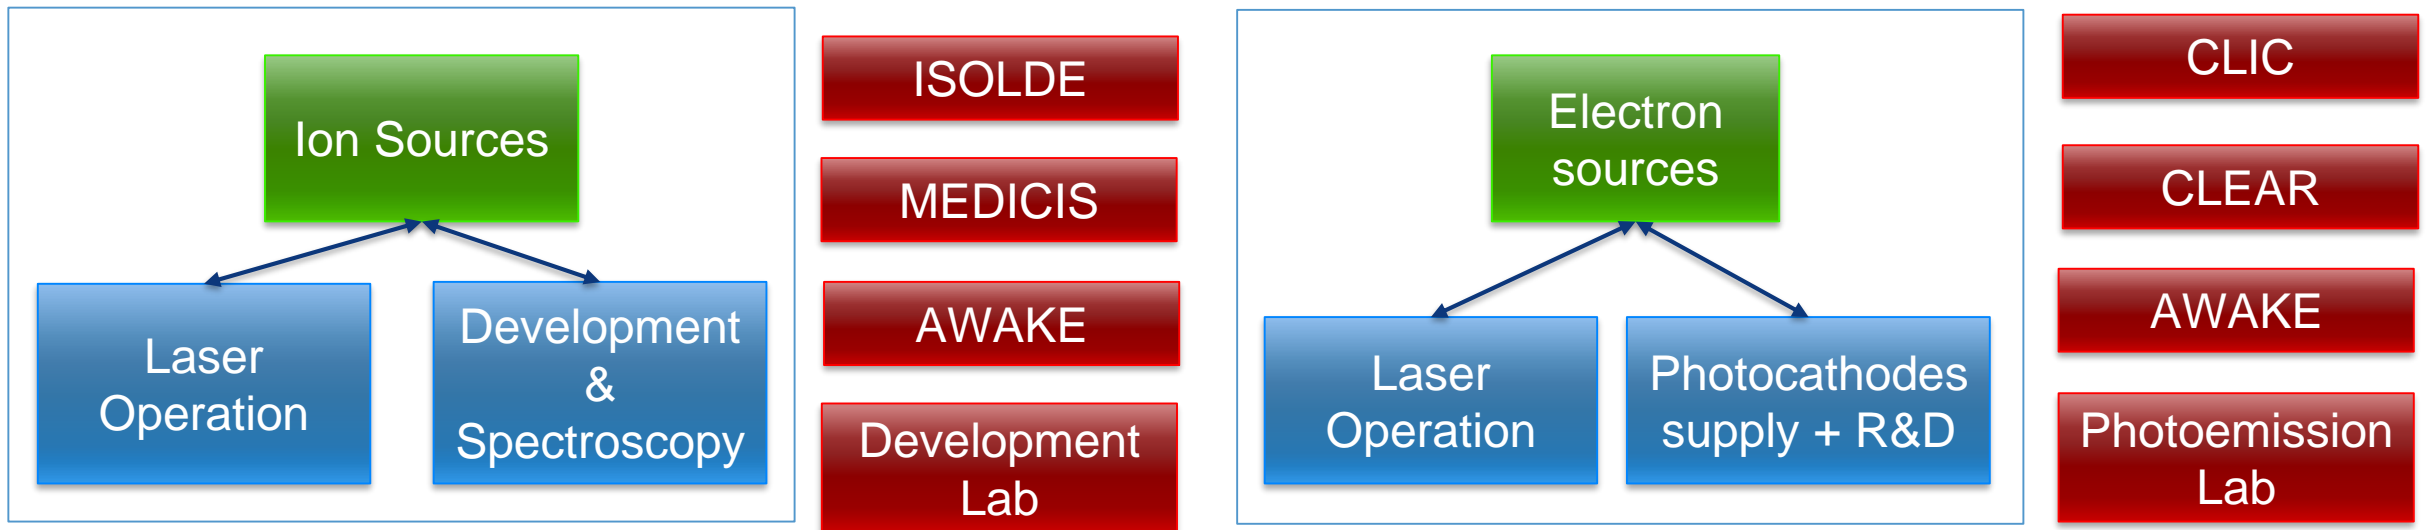 Ion Sources
Laser
Operation
Development
&
Spectroscopy
ISOLDE
MEDICIS
AWAKE
Development
Lab
Electron
sources
Laser
Operation
Photocathodes
supply + R&D
CLIC
CLEAR
AWAKE
Photoemission
Lab